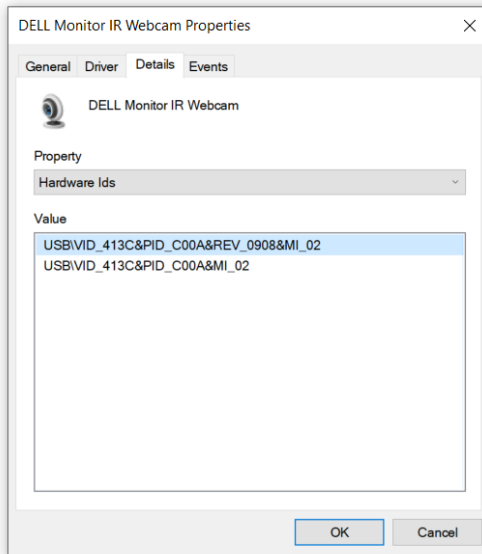 DELL Monitor IR Webcam Properties
General Driver Details Events
DELL Monitor IR Webcam
Property
Hardware Ids
Value
USB\VID_413C&PID_C00A&REV_0908&MI_02
USB\VID_413C&PID_C00A&MI_02
OK Cancel